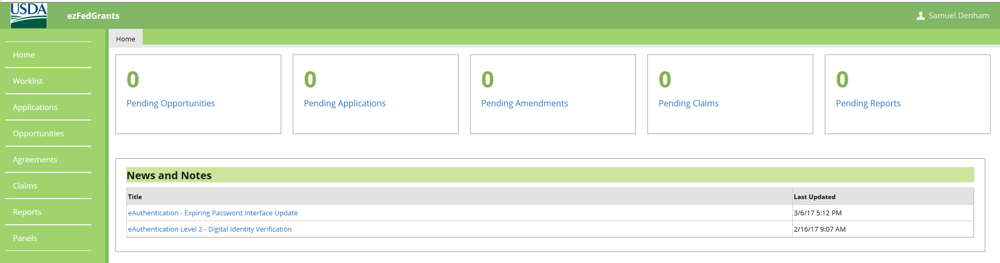 USDA
ezFedGrants
Samuel Denham
Home
Worklist
Applications
Opportunities
Agreements
Claims
Reports
Panels
Home
0
Pending Opportunities
0
Pending Applications
0
Pending Amendments
0
Pending Claims
0
Pending Reports
News and Notes
Title Last Updated
eAuthentication - Expiring Password Interface Update 3/6/17 5:12 PM
eAuthentication Level 2 - Digital Identity Verification 2/16/17 9:07 AM